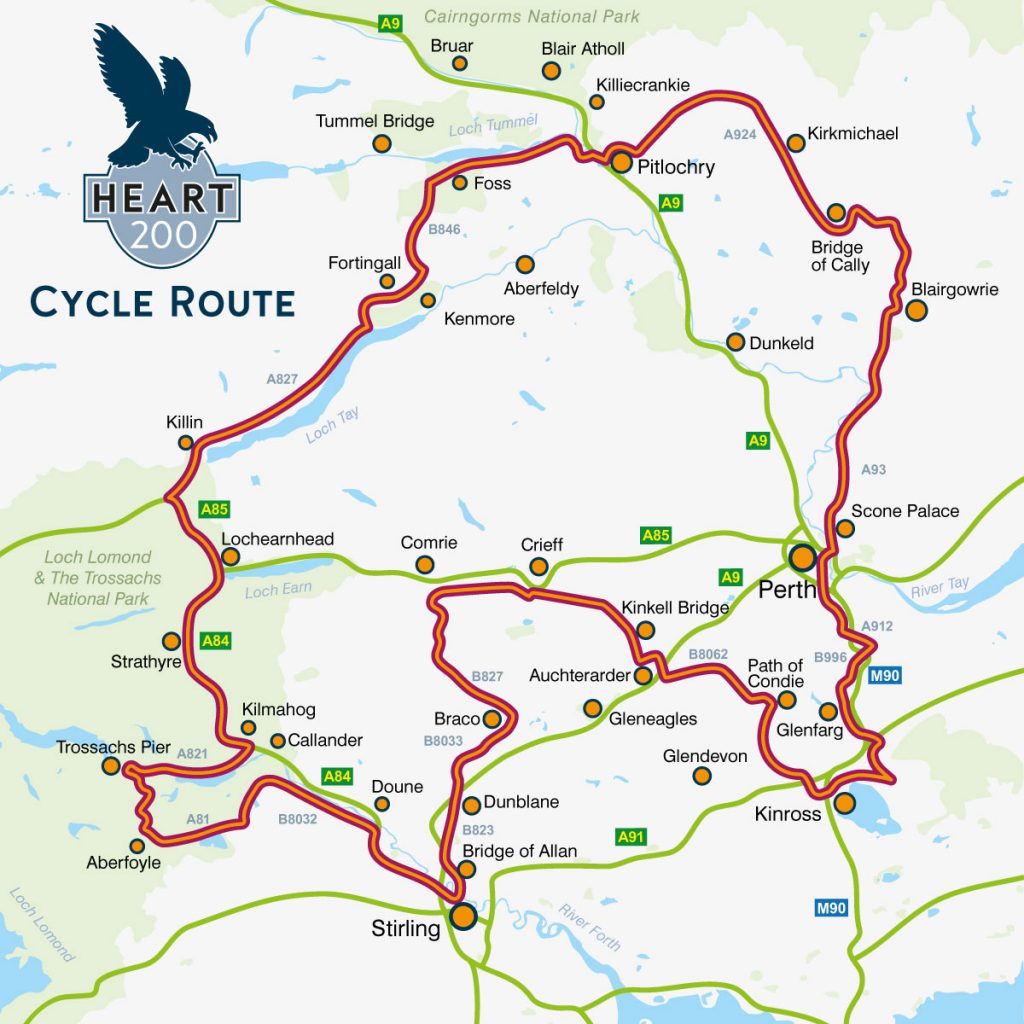 Cairngorms National Park
A9
Bruar
Blair Atholl
Killiecrankie
Tummel Bridge
Loch Tummel
A924
Kirkmichael
HEART
200
CYCLE ROUTE
Foss
Pitlochry
A9
B846
Bridge
of Cally
Fortingall
Aberfeldy
Blairgowrie
Kenmore
Dunkeld
A827
Killin
Loch Tay
A9
A93
A85
Scone Palace
Loch Lomond
& The Trossachs
National Park
Lochearnhead
Comrie
Crieff
A85
Loch Earn
A9
Perth
River Tay
Kinkell Bridge
A912
Strathyre
A84
B827
Auchterarder
B8062
Path of
Condie
B996
M90
Kilmahog
Braco
Gleneagles
Glenfarg
Trossachs Pier
A821
Callander
B8033
Glendevon
A84
Doune
Dunblane
Kinross
A81
B8032
B823
A91
Aberfoyle
Bridge of Allan
Loch Lomond
Stirling
River Forth
M90